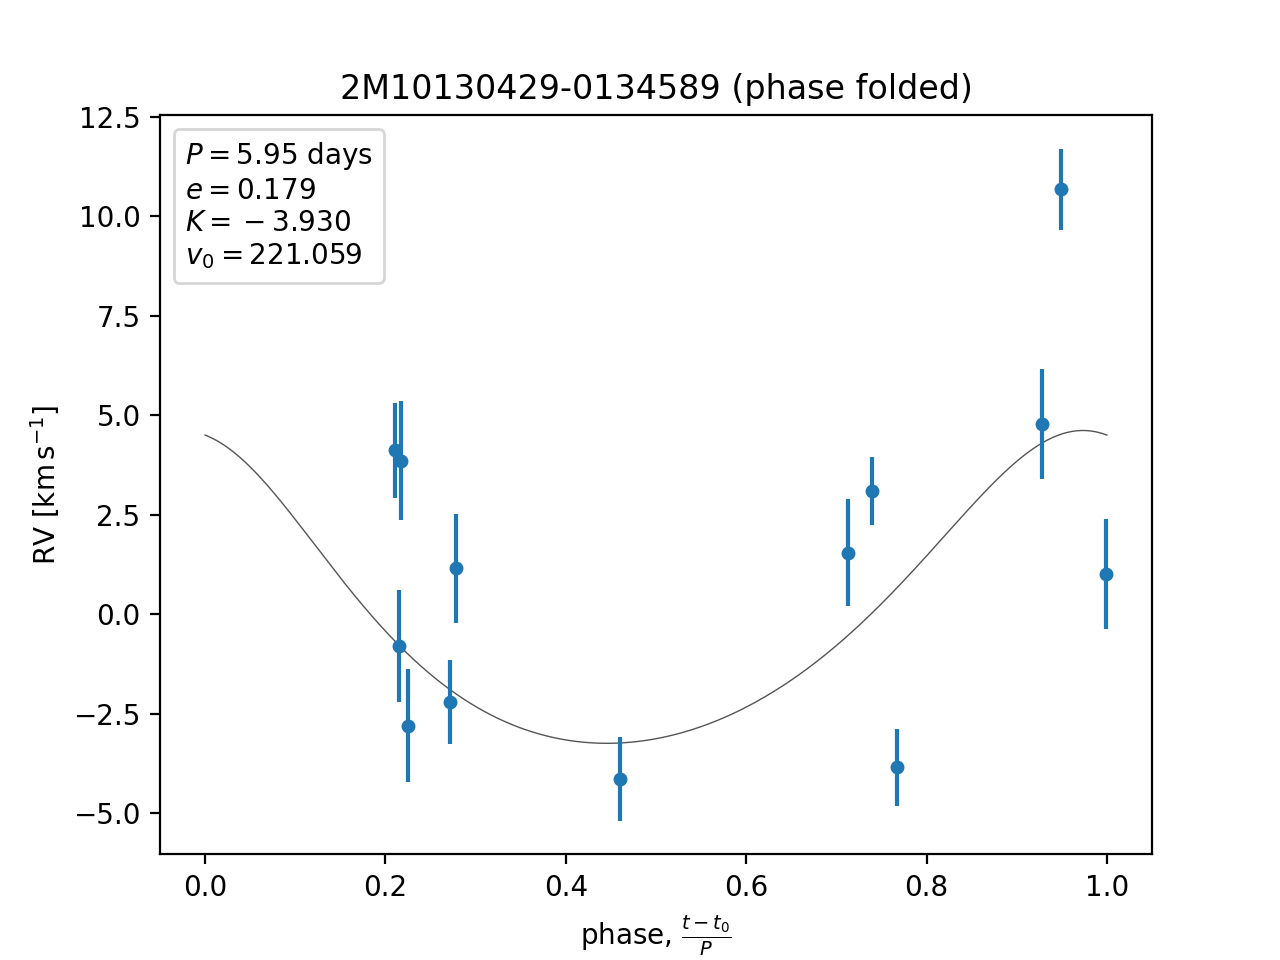 2M10130429-0134589 (phase folded)
P = 5.95 days
e = 0.179
K = −3.930
v₀ = 221.059
12.5
10.0
7.5
5.0
2.5
0.0
−2.5
−5.0
RV [km s⁻¹]
0.0 0.2 0.4 0.6 0.8 1.0
phase, (t − t₀)/P